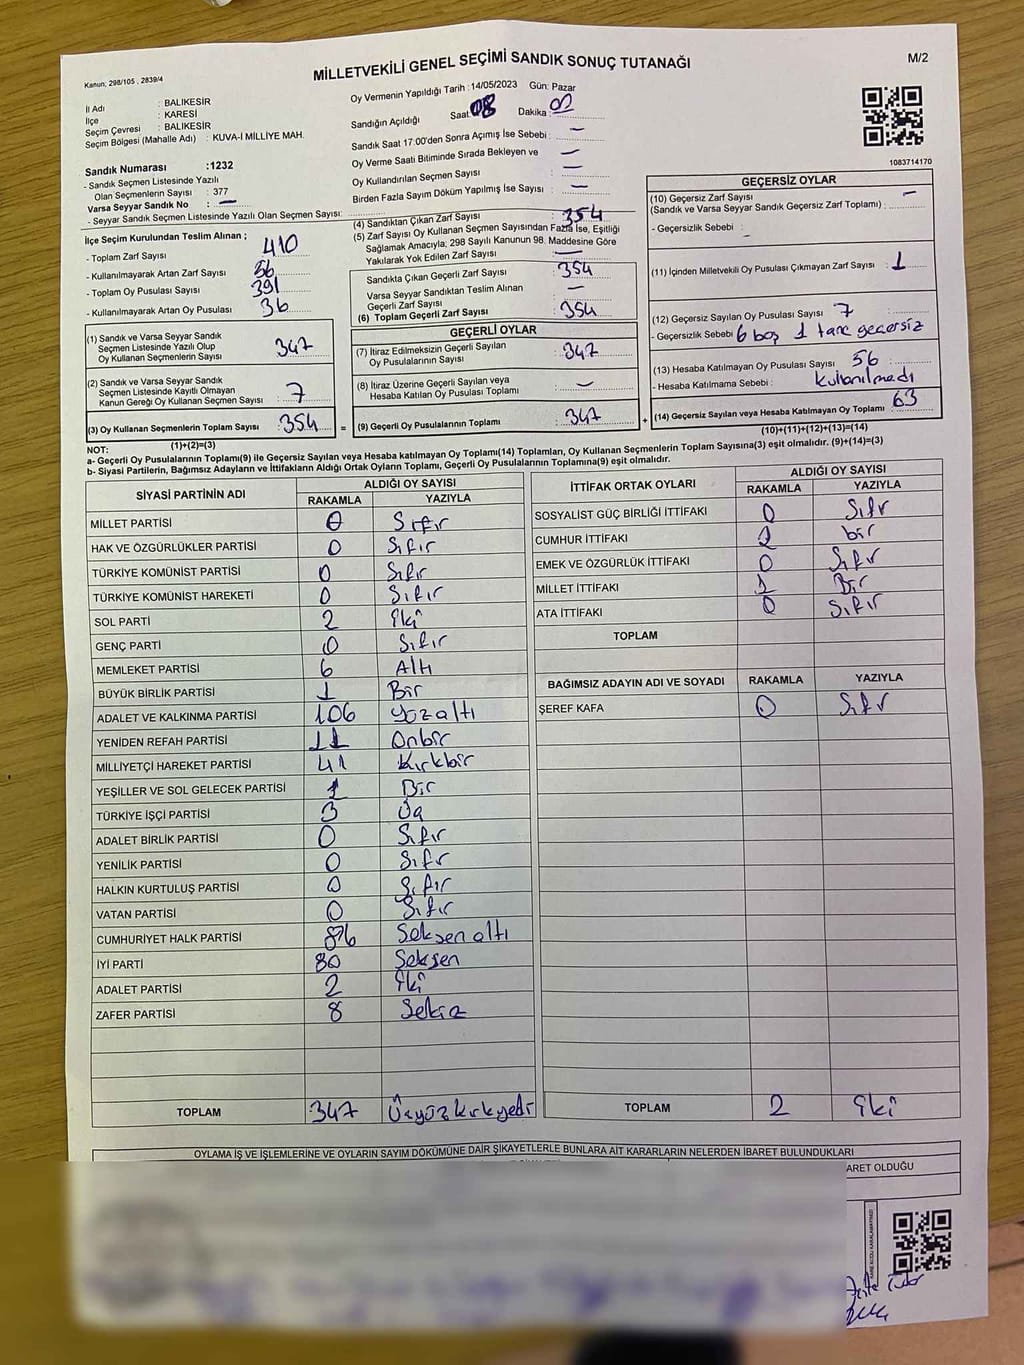 Kanun; 298/105 , 2839/4
MİLLETVEKİLİ GENEL SEÇİMİ SANDIK SONUÇ TUTANAĞI
M/2
İl Adı : BALIKESİR
İlçe : KARESİ
Seçim Çevresi : BALIKESİR
Seçim Bölgesi (Mahalle Adı) : KUVA-İ MİLLİYE MAH.
Sandık Numarası :1232
- Sandık Seçmen Listesinde Yazılı
Olan Seçmenlerin Sayısı : 377
Varsa Seyyar Sandık No : —
- Seyyar Sandık Seçmen Listesinde Yazılı Olan Seçmen Sayısı:
Oy Vermenin Yapıldığı Tarih : 14/05/2023 Gün: Pazar
Sandığın Açıldığı Saat 08 Dakika 00
Sandık Saat 17:00'den Sonra Açımış İse Sebebi : —
Oy Verme Saati Bitiminde Sırada Bekleyen ve —
Oy Kullandırılan Seçmen Sayısı : —
Birden Fazla Sayım Döküm Yapılmış İse Sayısı : —
1083714170
İlçe Seçim Kurulundan Teslim Alınan ;
- Toplam Zarf Sayısı : 410
- Kullanılmayarak Artan Zarf Sayısı : 56
- Toplam Oy Pusulası Sayısı : 391
- Kullanılmayarak Artan Oy Pusulası : 36
(1) Sandık ve Varsa Seyyar Sandık
Seçmen Listesinde Yazılı Olup
Oy Kullanan Seçmenlerin Sayısı : 347
(2) Sandık ve Varsa Seyyar Sandık
Seçmen Listesinde Kayıtlı Olmayan
Kanun Gereği Oy Kullanan Seçmen Sayısı : 7
(3) Oy Kullanan Seçmenlerin Toplam Sayısı : 354
(4) Sandıktan Çıkan Zarf Sayısı : 354
(5) Zarf Sayısı Oy Kullanan Seçmen Sayısından Fazla İse, Eşitliği
Sağlamak Amacıyla; 298 Sayılı Kanunun 98. Maddesine Göre
Yakılarak Yok Edilen Zarf Sayısı : —
Sandıkta Çıkan Geçerli Zarf Sayısı : 354
Varsa Seyyar Sandıktan Teslim Alınan
Geçerli Zarf Sayısı : —
(6) Toplam Geçerli Zarf Sayısı : 354
GEÇERLİ OYLAR
(7) İtiraz Edilmeksizin Geçerli Sayılan
Oy Pusulalarının Sayısı : 347
(8) İtiraz Üzerine Geçerli Sayılan veya
Hesaba Katılan Oy Pusulası Toplamı : —
= (9) Geçerli Oy Pusulalarının Toplamı : 347
GEÇERSİZ OYLAR
(10) Geçersiz Zarf Sayısı
(Sandık ve Varsa Seyyar Sandık Geçersiz Zarf Toplamı) : —
- Geçersizlik Sebebi : —
(11) İçinden Milletvekili Oy Pusulası Çıkmayan Zarf Sayısı : 1
(12) Geçersiz Sayılan Oy Pusulası Sayısı : 7
- Geçersizlik Sebebi : 6 boş 1 tane geçersiz
(13) Hesaba Katılmayan Oy Pusulası Sayısı : 56
- Hesaba Katılmama Sebebi : kullanılmadı
+ (14) Geçersiz Sayılan veya Hesaba Katılmayan Oy Toplamı : 63
NOT: (1)+(2)=(3)
(10)+(11)+(12)+(13)=(14)
a- Geçerli Oy Pusulalarının Toplamı(9) ile Geçersiz Sayılan veya Hesaba katılmayan Oy Toplamı(14) Toplamları, Oy Kullanan Seçmenlerin Toplam Sayısına(3) eşit olmalıdır. (9)+(14)=(3)
b- Siyasi Partilerin, Bağımsız Adayların ve İttifakların Aldığı Ortak Oyların Toplamı, Geçerli Oy Pusulalarının Toplamına(9) eşit olmalıdır.
SİYASİ PARTİNİN ADI ALDIĞI OY SAYISI
RAKAMLA YAZIYLA
MİLLET PARTİSİ 0 Sıfır
HAK VE ÖZGÜRLÜKLER PARTİSİ 0 Sıfır
TÜRKİYE KOMÜNİST PARTİSİ 0 Sıfır
TÜRKİYE KOMÜNİST HAREKETİ 0 Sıfır
SOL PARTİ 2 iki
GENÇ PARTİ 0 Sıfır
MEMLEKET PARTİSİ 6 Altı
BÜYÜK BİRLİK PARTİSİ 1 Bir
ADALET VE KALKINMA PARTİSİ 106 Yüzaltı
YENİDEN REFAH PARTİSİ 11 Onbir
MİLLİYETÇİ HAREKET PARTİSİ 41 Kırkbir
YEŞİLLER VE SOL GELECEK PARTİSİ 1 Bir
TÜRKİYE İŞÇİ PARTİSİ 3 Üç
ADALET BİRLİK PARTİSİ 0 Sıfır
YENİLİK PARTİSİ 0 Sıfır
HALKIN KURTULUŞ PARTİSİ 0 Sıfır
VATAN PARTİSİ 0 Sıfır
CUMHURİYET HALK PARTİSİ 86 Seksen altı
İYİ PARTİ 80 Seksen
ADALET PARTİSİ 2 iki
ZAFER PARTİSİ 8 Sekiz
TOPLAM 347 Üçyüzkırkyedi
İTTİFAK ORTAK OYLARI ALDIĞI OY SAYISI
RAKAMLA YAZIYLA
SOSYALİST GÜÇ BİRLİĞİ İTTİFAKI 0 Sıfır
CUMHUR İTTİFAKI 1 bir
EMEK VE ÖZGÜRLÜK İTTİFAKI 0 Sıfır
MİLLET İTTİFAKI 1 Bir
ATA İTTİFAKI 0 Sıfır
TOPLAM
BAĞIMSIZ ADAYIN ADI VE SOYADI RAKAMLA YAZIYLA
ŞEREF KAFA 0 Sıfır
TOPLAM 2 iki
OYLAMA İŞ VE İŞLEMLERİNE VE OYLARIN SAYIM DÖKÜMÜNE DAİR ŞİKAYETLERLE BUNLARA AİT KARARLARIN NELERDEN İBARET BULUNDUKLARI
ARET OLDUĞU